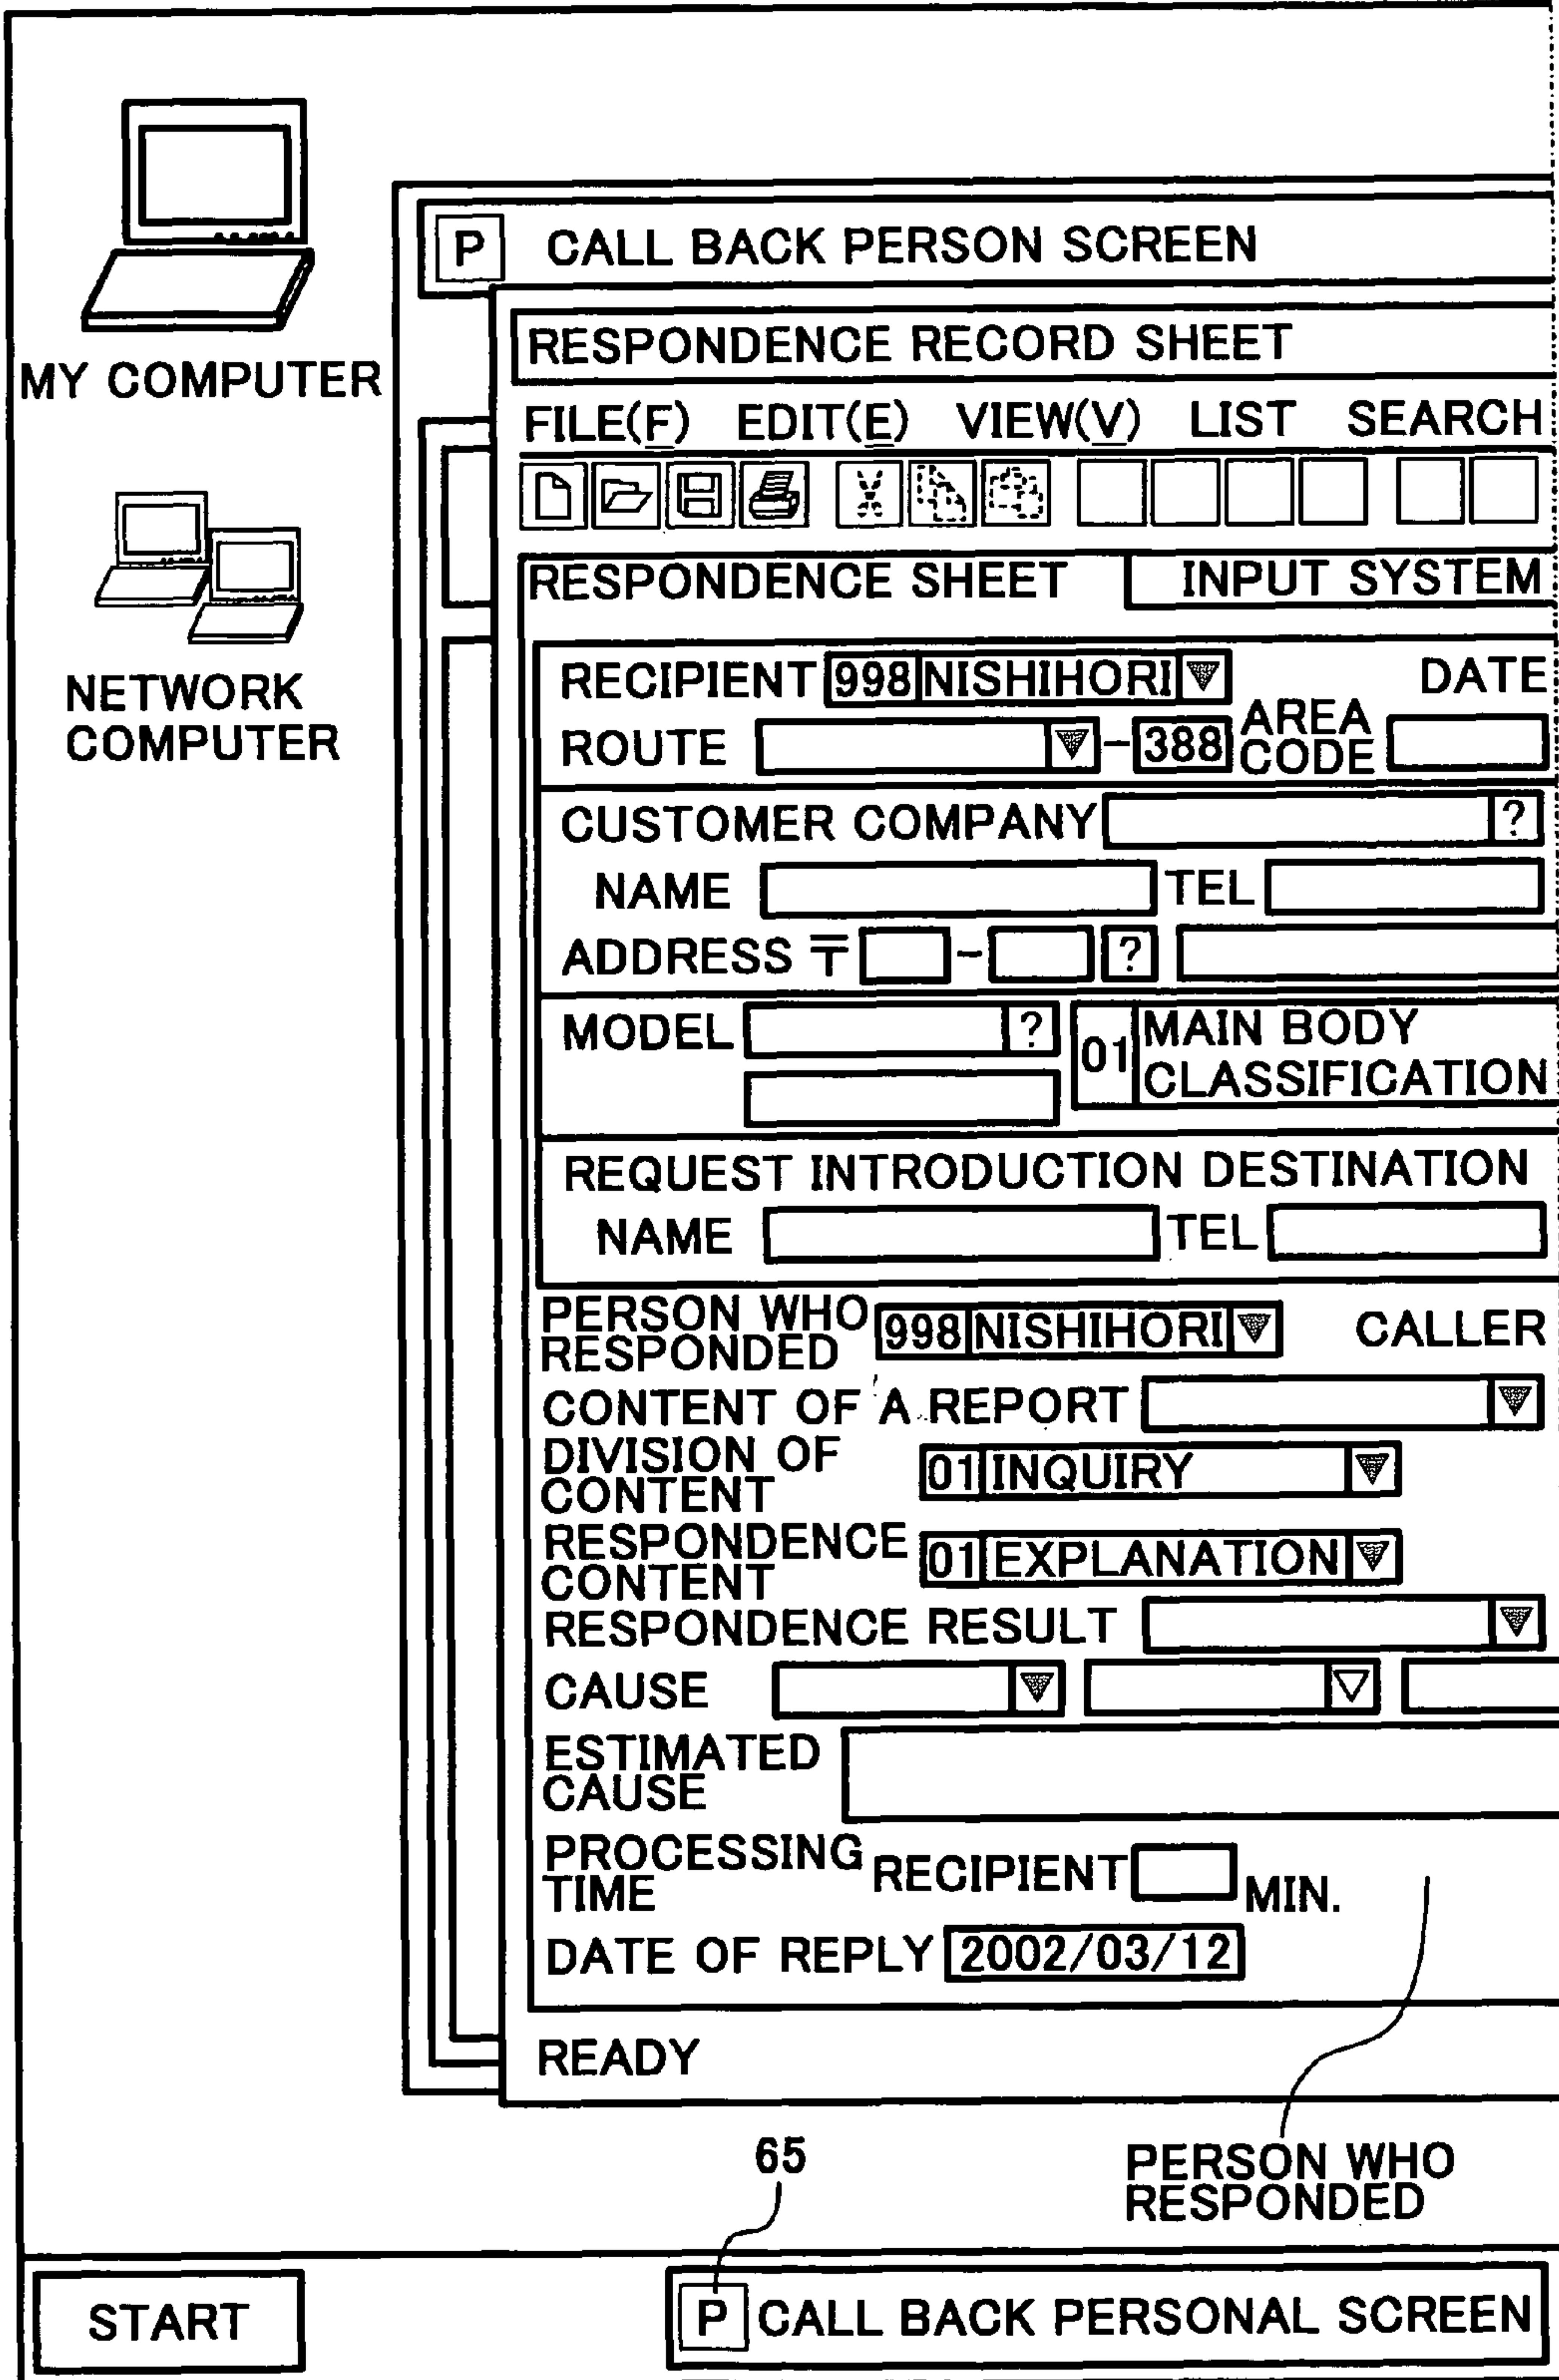 MY COMPUTER
NETWORK
COMPUTER
P CALL BACK PERSON SCREEN
RESPONDENCE RECORD SHEET
FILE(F) EDIT(E) VIEW(V) LIST SEARCH
RESPONDENCE SHEET INPUT SYSTEM
RECIPIENT 998 NISHIHORI DATE
ROUTE - 388 AREA
CODE
CUSTOMER COMPANY ?
NAME TEL
ADDRESS 〒 - ?
MODEL ? 01 MAIN BODY
CLASSIFICATION
REQUEST INTRODUCTION DESTINATION
NAME TEL
PERSON WHO
RESPONDED 998 NISHIHORI CALLER
CONTENT OF A REPORT
DIVISION OF
CONTENT 01 INQUIRY
RESPONDENCE
CONTENT 01 EXPLANATION
RESPONDENCE RESULT
CAUSE
ESTIMATED
CAUSE
PROCESSING
TIME RECIPIENT MIN.
DATE OF REPLY 2002/03/12
READY
65
PERSON WHO
RESPONDED
START P CALL BACK PERSONAL SCREEN